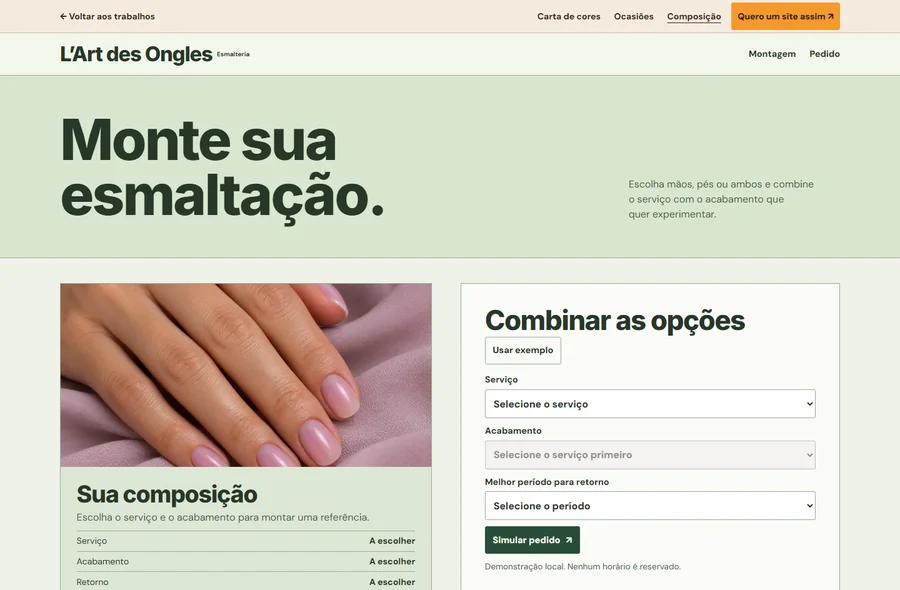 ← Voltar aos trabalhos
Carta de cores Ocasiões Composição Quero um site assim ↗
L'Art des Ongles Esmalteria
Montagem Pedido
Monte sua
esmaltação.
Escolha mãos, pés ou ambos e combine
o serviço com o acabamento que
quer experimentar.
Combinar as opções
Usar exemplo
Serviço
Selecione o serviço
Acabamento
Selecione o serviço primeiro
Melhor período para retorno
Selecione o período
Simular pedido ↗
Demonstração local. Nenhum horário é reservado.
Sua composição
Escolha o serviço e o acabamento para montar uma referência.
Serviço A escolher
Acabamento A escolher
Retorno A escolher